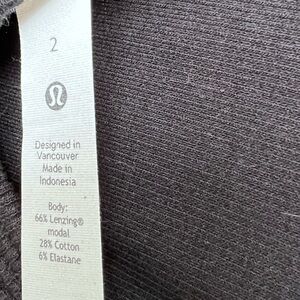 2
Designed in
Vancouver
Made in
Indonesia
Body:
66% Lenzing®
modal
28% Cotton
6% Elastane